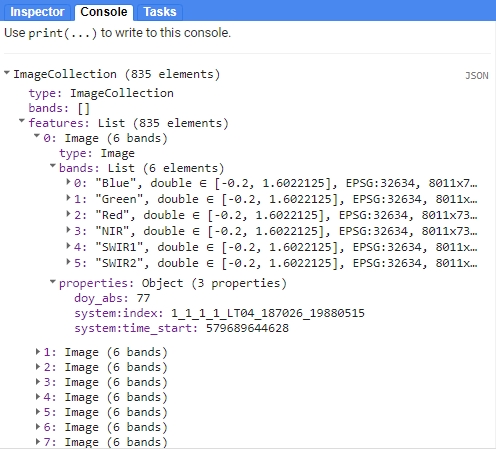 Inspector Console Tasks
Use print(...) to write to this console.
ImageCollection (835 elements) JSON
type: ImageCollection
bands: []
features: List (835 elements)
0: Image (6 bands)
type: Image
bands: List (6 elements)
0: "Blue", double ∈ [-0.2, 1.6022125], EPSG:32634, 8011x7…
1: "Green", double ∈ [-0.2, 1.6022125], EPSG:32634, 8011x…
2: "Red", double ∈ [-0.2, 1.6022125], EPSG:32634, 8011x73…
3: "NIR", double ∈ [-0.2, 1.6022125], EPSG:32634, 8011x73…
4: "SWIR1", double ∈ [-0.2, 1.6022125], EPSG:32634, 8011x…
5: "SWIR2", double ∈ [-0.2, 1.6022125], EPSG:32634, 8011x…
properties: Object (3 properties)
doy_abs: 77
system:index: 1_1_1_1_LT04_187026_19880515
system:time_start: 579689644628
1: Image (6 bands)
2: Image (6 bands)
3: Image (6 bands)
4: Image (6 bands)
5: Image (6 bands)
6: Image (6 bands)
7: Image (6 bands)